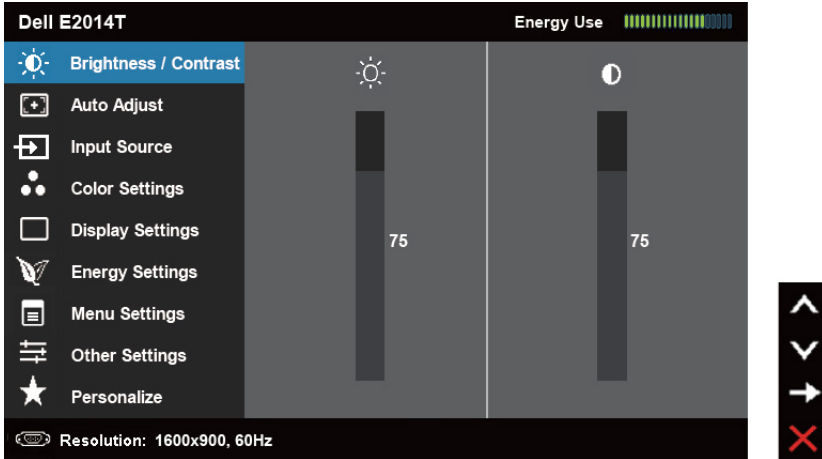 Dell E2014T
Energy Use
Brightness / Contrast
Auto Adjust
Input Source
Color Settings
Display Settings
75
75
Energy Settings
Menu Settings
Other Settings
Personalize
Resolution: 1600x900, 60Hz